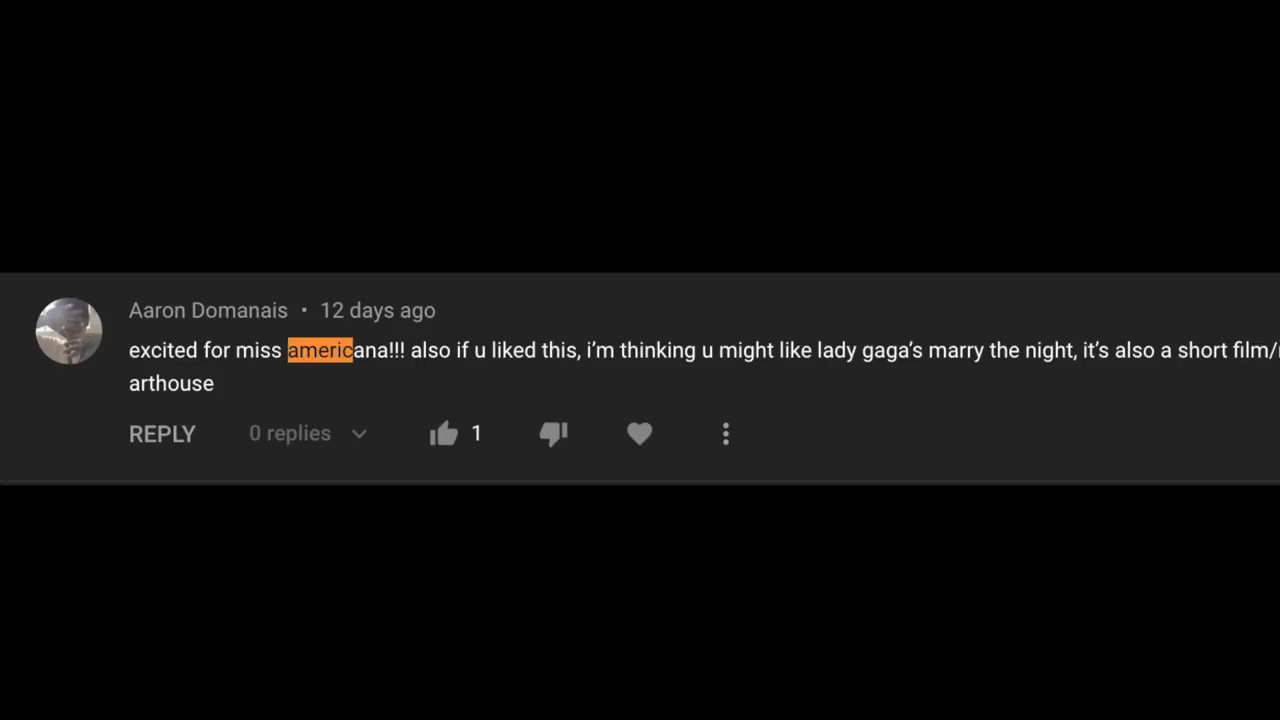 Aaron Domanais • 12 days ago
excited for miss americana!!! also if u liked this, i’m thinking u might like lady gaga’s marry the night, it’s also a short film/
arthouse
REPLY 0 replies 1